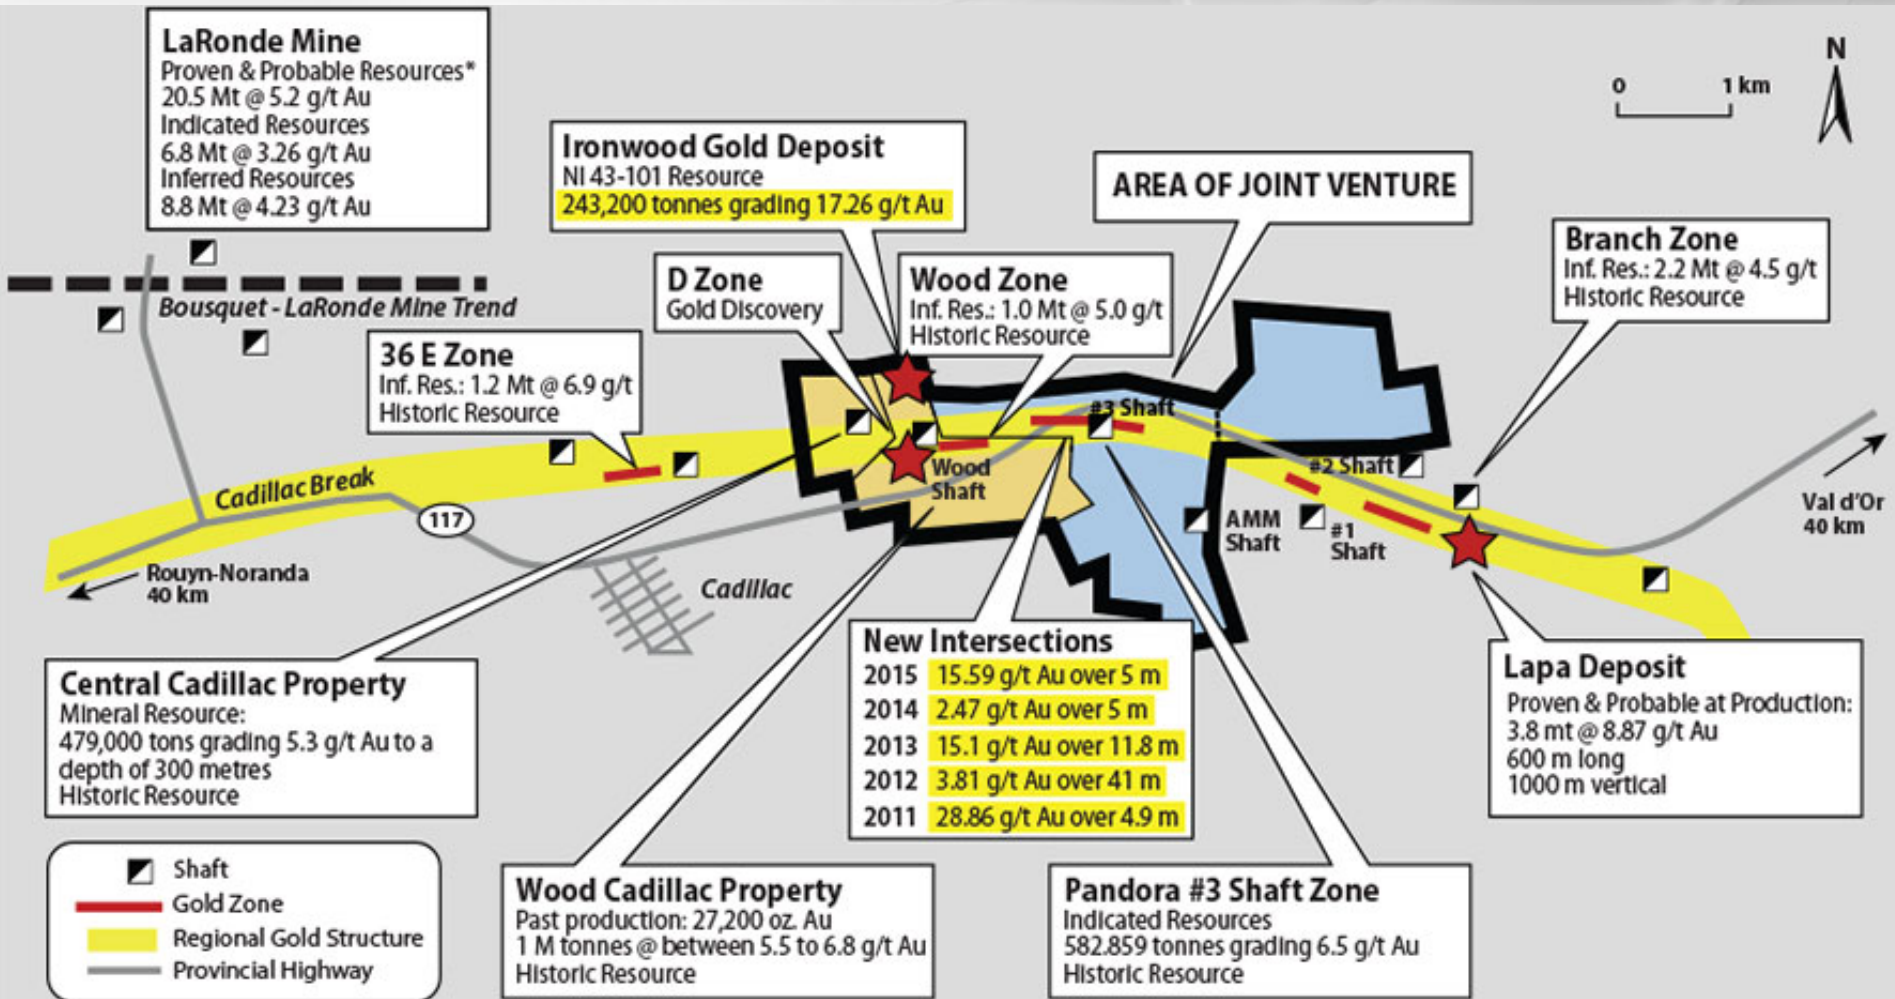 LaRonde Mine
Proven & Probable Resources*
20.5 Mt @ 5.2 g/t Au
Indicated Resources
6.8 Mt @ 3.26 g/t Au
Inferred Resources
8.8 Mt @ 4.23 g/t Au
N
0 1 km
Ironwood Gold Deposit
NI 43-101 Resource
243,200 tonnes grading 17.26 g/t Au
AREA OF JOINT VENTURE
Branch Zone
Inf. Res.: 2.2 Mt @ 4.5 g/t
Historic Resource
D Zone
Gold Discovery
Wood Zone
Inf. Res.: 1.0 Mt @ 5.0 g/t
Historic Resource
Bousquet - LaRonde Mine Trend
36 E Zone
Inf. Res.: 1.2 Mt @ 6.9 g/t
Historic Resource
#3 Shaft
Wood
Shaft
#2 Shaft
Cadillac Break
117
AMM
Shaft
#1
Shaft
Val d'Or
40 km
Rouyn-Noranda
40 km
Cadillac
New Intersections
2015 15.59 g/t Au over 5 m
2014 2.47 g/t Au over 5 m
2013 15.1 g/t Au over 11.8 m
2012 3.81 g/t Au over 41 m
2011 28.86 g/t Au over 4.9 m
Lapa Deposit
Proven & Probable at Production:
3.8 mt @ 8.87 g/t Au
600 m long
1000 m vertical
Central Cadillac Property
Mineral Resource:
479,000 tons grading 5.3 g/t Au to a
depth of 300 metres
Historic Resource
Shaft
Gold Zone
Regional Gold Structure
Provincial Highway
Wood Cadillac Property
Past production: 27,200 oz. Au
1 M tonnes @ between 5.5 to 6.8 g/t Au
Historic Resource
Pandora #3 Shaft Zone
Indicated Resources
582.859 tonnes grading 6.5 g/t Au
Historic Resource